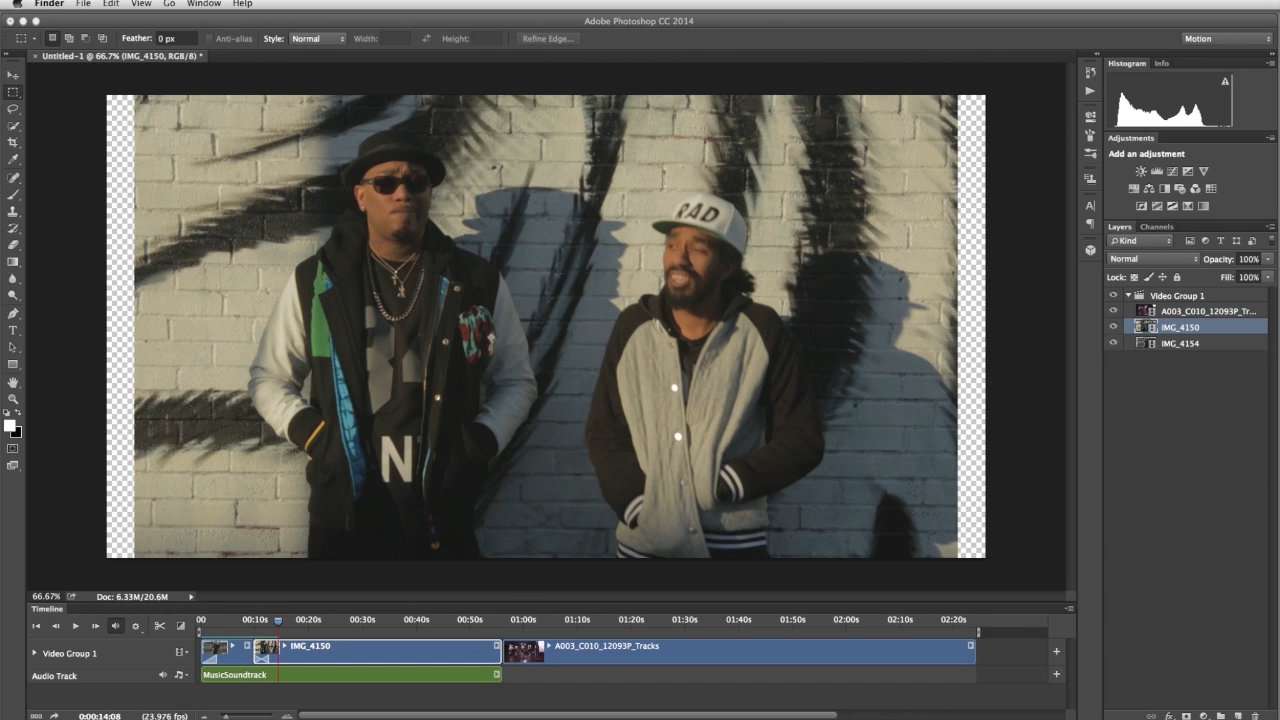 Finder File Edit View Go Window Help
Adobe Photoshop CC 2014
Feather: 0 px Anti-alias Style: Normal Width: Height: Refine Edge... Motion
× Untitled-1 @ 66.7% (IMG_4150, RGB/8) *
Histogram Info
Adjustments
Add an adjustment
Layers Channels
Kind
Normal Opacity: 100%
Lock: Fill: 100%
Video Group 1
A003_C010_12093P_Tr...
IMG_4150
IMG_4154
RAD
N
66.67% Doc: 6.33M/20.6M
Timeline
00 00:10s 00:20s 00:30s 00:40s 00:50s 01:00s 01:10s 01:20s 01:30s 01:40s 01:50s 02:00s 02:10s 02:20s
Video Group 1 IMG_4150 A003_C010_12093P_Tracks
Audio Track MusicSoundtrack
0:00:14:08 (23.976 fps)